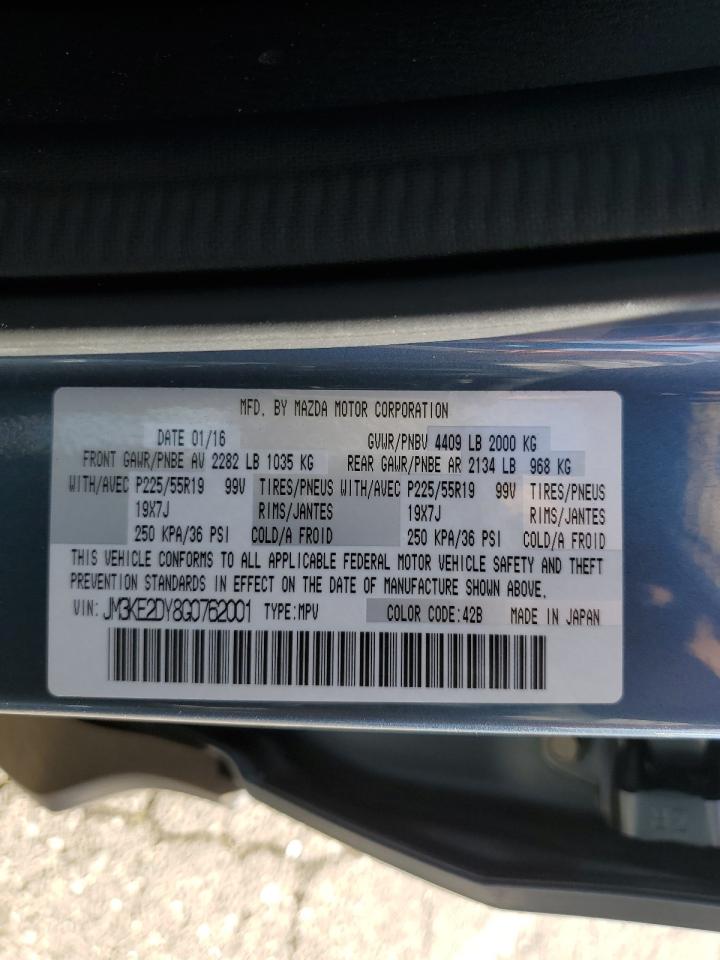 MFD. BY MAZDA MOTOR CORPORATION
DATE 01/16 GVWR/PNBV 4409 LB 2000 KG
FRONT GAWR/PNBE AV 2282 LB 1035 KG REAR GAWR/PNBE AR 2134 LB 968 KG
WITH/AVEC P225/55R19 99V TIRES/PNEUS WITH/AVEC P225/55R19 99V TIRES/PNEUS
19X7J RIMS/JANTES 19X7J RIMS/JANTES
250 KPA/36 PSI COLD/A FROID 250 KPA/36 PSI COLD/A FROID
THIS VEHICLE CONFORMS TO ALL APPLICABLE FEDERAL MOTOR VEHICLE SAFETY AND THEFT
PREVENTION STANDARDS IN EFFECT ON THE DATE OF MANUFACTURE SHOWN ABOVE.
VIN: JM3KE2DY8G0762001 TYPE:MPV COLOR CODE:42B MADE IN JAPAN